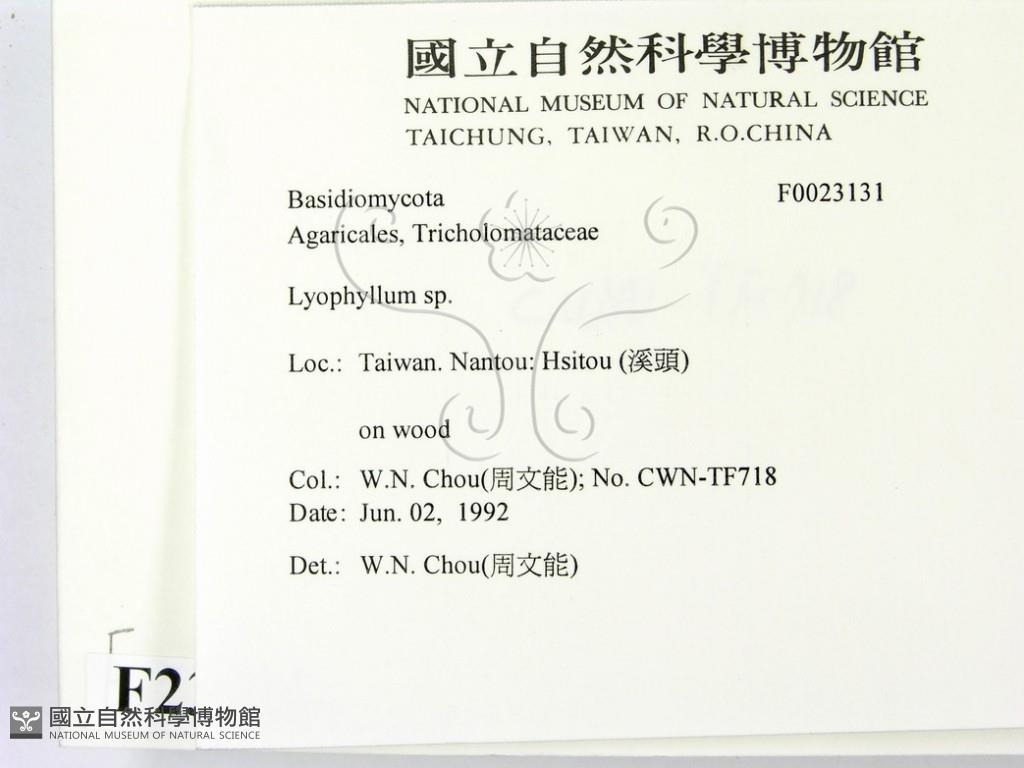 國立自然科學博物館
NATIONAL MUSEUM OF NATURAL SCIENCE
TAICHUNG, TAIWAN, R.O.CHINA
Basidiomycota F0023131
Agaricales, Tricholomataceae
Lyophyllum sp.
Loc.: Taiwan. Nantou: Hsitou (溪頭)
on wood
Col.: W.N. Chou(周文能); No. CWN-TF718
Date: Jun. 02, 1992
Det.: W.N. Chou(周文能)
國立自然科學博物館
NATIONAL MUSEUM OF NATURAL SCIENCE